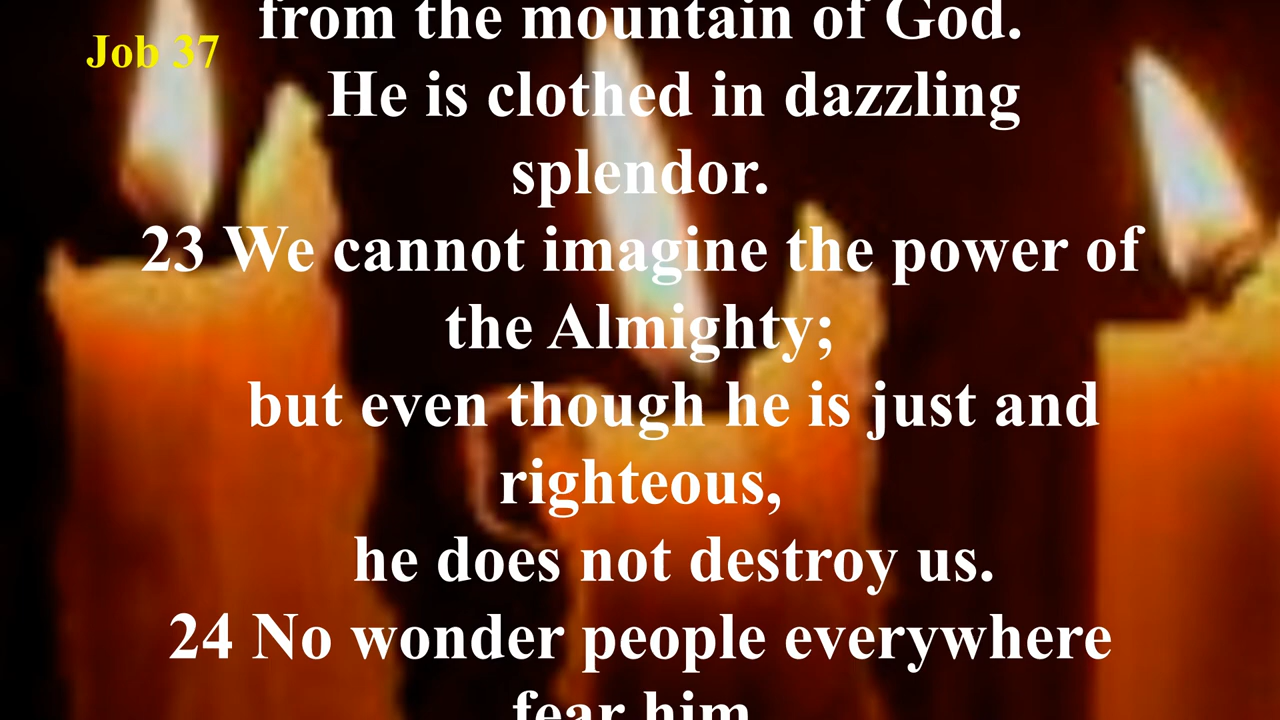 from the mountain of God.
Job 37
He is clothed in dazzling
splendor.
23 We cannot imagine the power of
the Almighty;
but even though he is just and
righteous,
he does not destroy us.
24 No wonder people everywhere
fear him